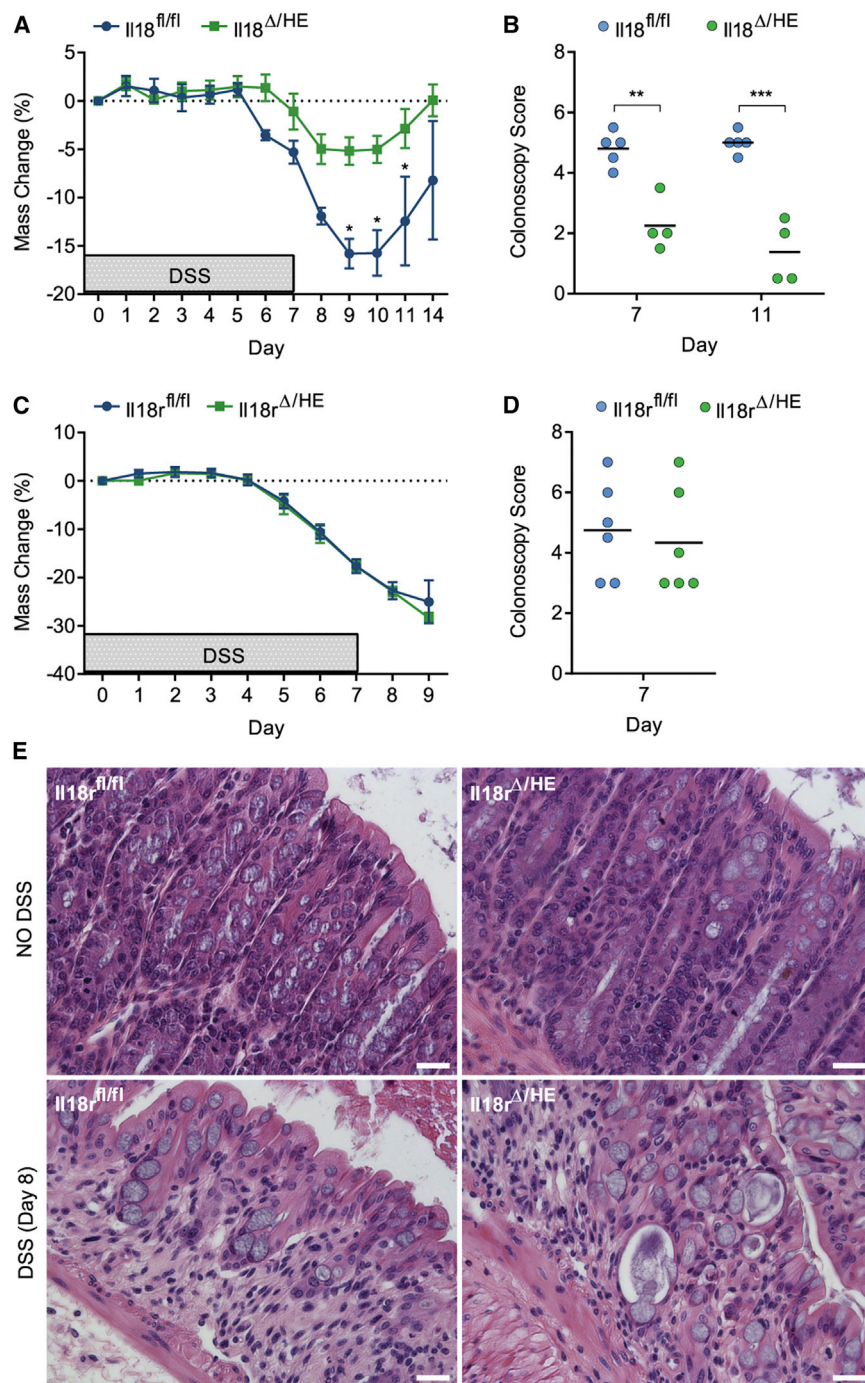 A
Il18fl/fl Il18Δ/HE
Mass Change (%)
5
0
-5
-10
-15
-20
* * *
DSS
0 1 2 3 4 5 6 7 8 9 10 11 14
Day
B
Il18fl/fl Il18Δ/HE
Colonoscopy Score
8
6
4
2
0
** ***
7 11
Day
C
Il18rfl/fl Il18rΔ/HE
Mass Change (%)
10
0
-10
-20
-30
-40
DSS
0 1 2 3 4 5 6 7 8 9
Day
D
Il18rfl/fl Il18rΔ/HE
Colonoscopy Score
8
6
4
2
0
7
Day
E
NO DSS
Il18rfl/fl
Il18rΔ/HE
DSS (Day 8)
Il18rfl/fl
Il18rΔ/HE